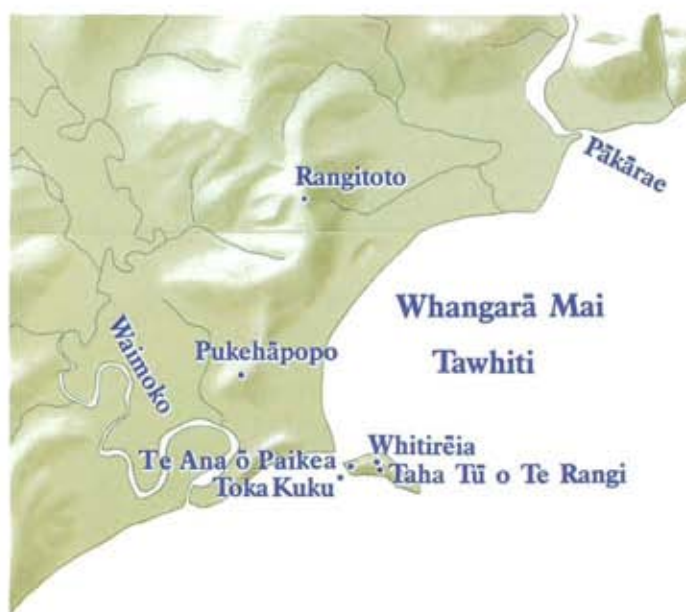 Pākārae
Rangitoto
Whangarā Mai
Tawhiti
Waimoko
Pukehāpopo
Whitirēia
Te Ana ō Paikea
Taha Tū o Te Rangi
Toka Kuku